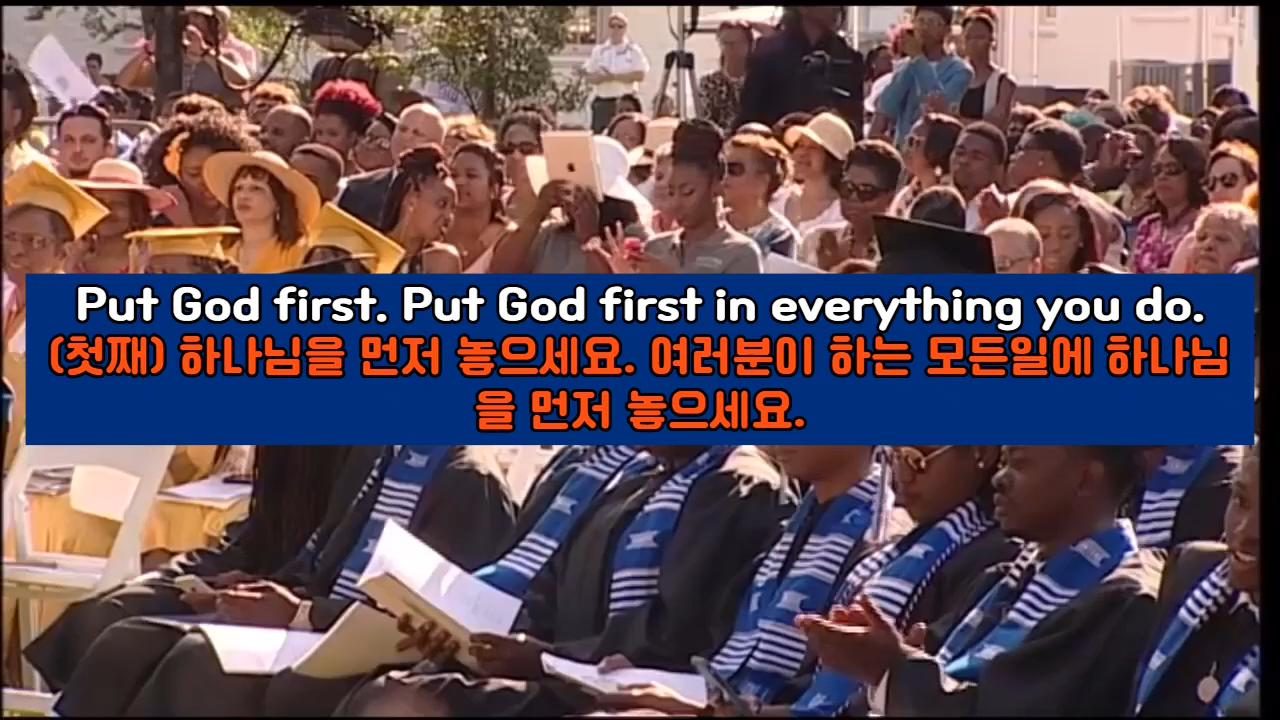 Put God first. Put God first in everything you do.
(첫째) 하나님을 먼저 놓으세요. 여러분이 하는 모든일에 하나님
을 먼저 놓으세요.